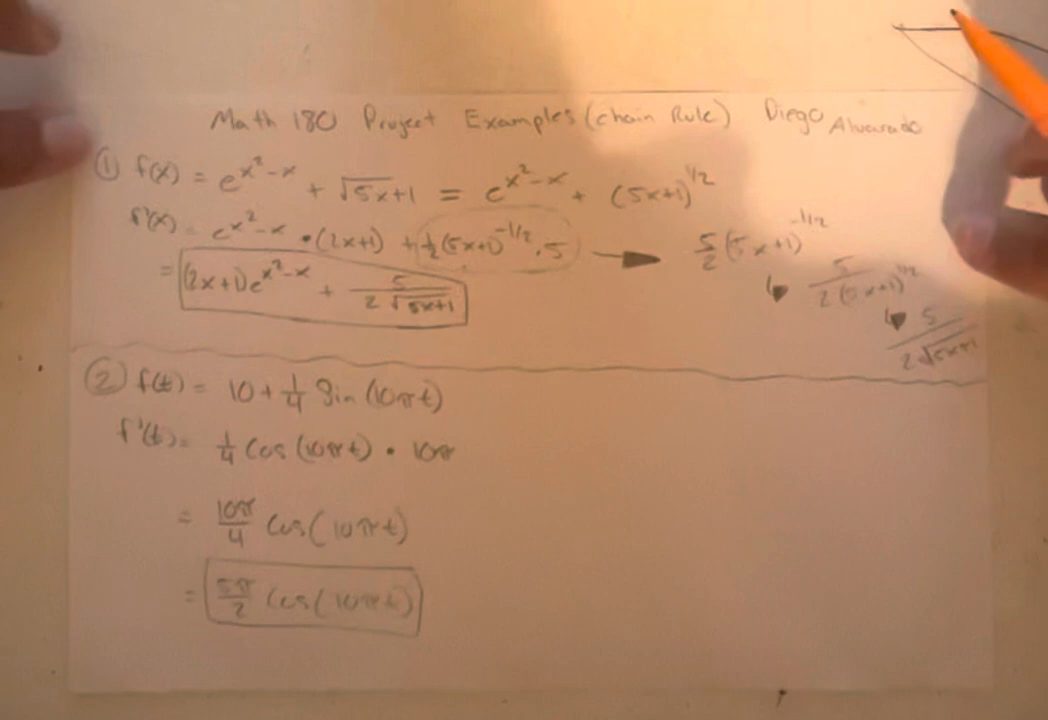 Math 180 Project Examples (Chain Rule) Diego Alvarado
① f(x) = e^{x²-x} + √5x+1 = e^{x²-x} + (5x+1)^{1/2}
f'(x) = e^{x²-x} • (2x+1) + ½(5x+1)^{-1/2} · 5 → 5/2 (5x+1)^{-1/2}
= (2x+1)e^{x²-x} + 5/(2√5x+1)
↳ 5/(2(5x+1)^{1/2})
↳ 5/(2√5x+1)
② f(t) = 10 + ¼ Sin (10πt)
f'(t) = ¼ Cos (10πt) • 10π
= 10π/4 Cos (10πt)
= 5π/2 Cos (10πt)